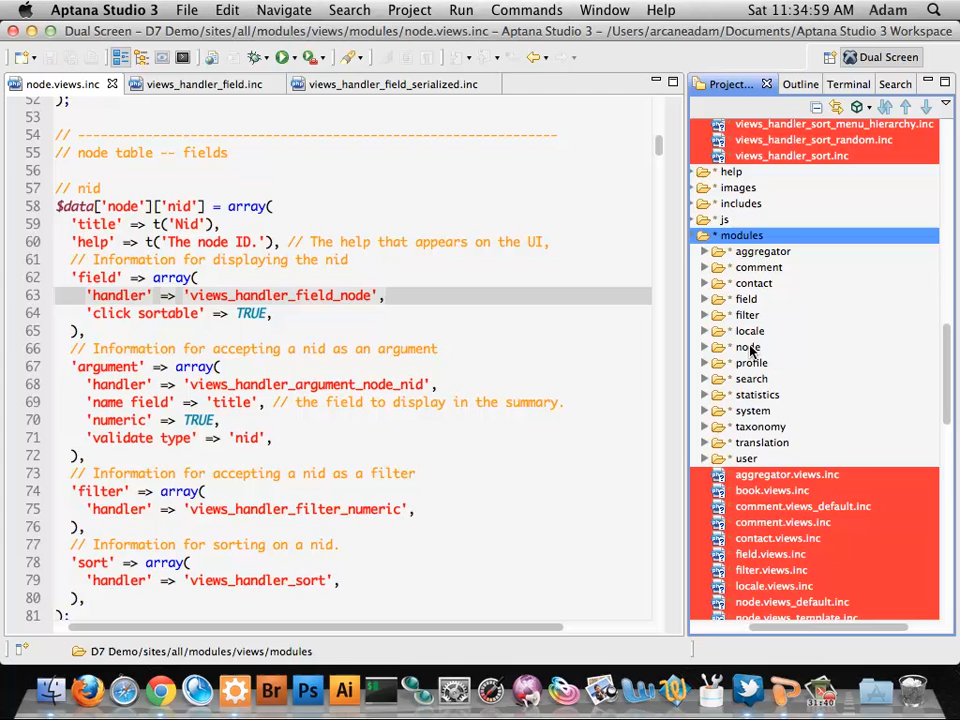 Aptana Studio 3 File Edit Navigate Search Project Run Commands Window Help Sat 11:34:59 AM Adam
Dual Screen – D7 Demo/sites/all/modules/views/modules/node.views.inc – Aptana Studio 3 – /Users/arcaneadam/Documents/Aptana Studio 3 Workspace
Dual Screen
node.views.inc views_handler_field.inc views_handler_field_serialized.inc
Project... Outline Terminal Search
52 );
53
54 // ---------------------------------------------------------------
55 // node table -- fields
56
57 // nid
58 $data['node']['nid'] = array(
59 'title' => t('Nid'),
60 'help' => t('The node ID.'), // The help that appears on the UI,
61 // Information for displaying the nid
62 'field' => array(
63 'handler' => 'views_handler_field_node',
64 'click sortable' => TRUE,
65 ),
66 // Information for accepting a nid as an argument
67 'argument' => array(
68 'handler' => 'views_handler_argument_node_nid',
69 'name field' => 'title', // the field to display in the summary.
70 'numeric' => TRUE,
71 'validate type' => 'nid',
72 ),
73 // Information for accepting a nid as a filter
74 'filter' => array(
75 'handler' => 'views_handler_filter_numeric',
76 ),
77 // Information for sorting on a nid.
78 'sort' => array(
79 'handler' => 'views_handler_sort',
80 ),
81 );
views_handler_sort_menu_hierarchy.inc
views_handler_sort_random.inc
views_handler_sort.inc
* help
* images
* includes
* js
* modules
* aggregator
* comment
* contact
* field
* filter
* locale
* node
* profile
* search
* statistics
* system
* taxonomy
* translation
* user
aggregator.views.inc
book.views.inc
comment.views_default.inc
comment.views.inc
contact.views.inc
field.views.inc
filter.views.inc
locale.views.inc
node.views_default.inc
node.views_template.inc
D7 Demo/sites/all/modules/views/modules
Br Ps Ai
31:40